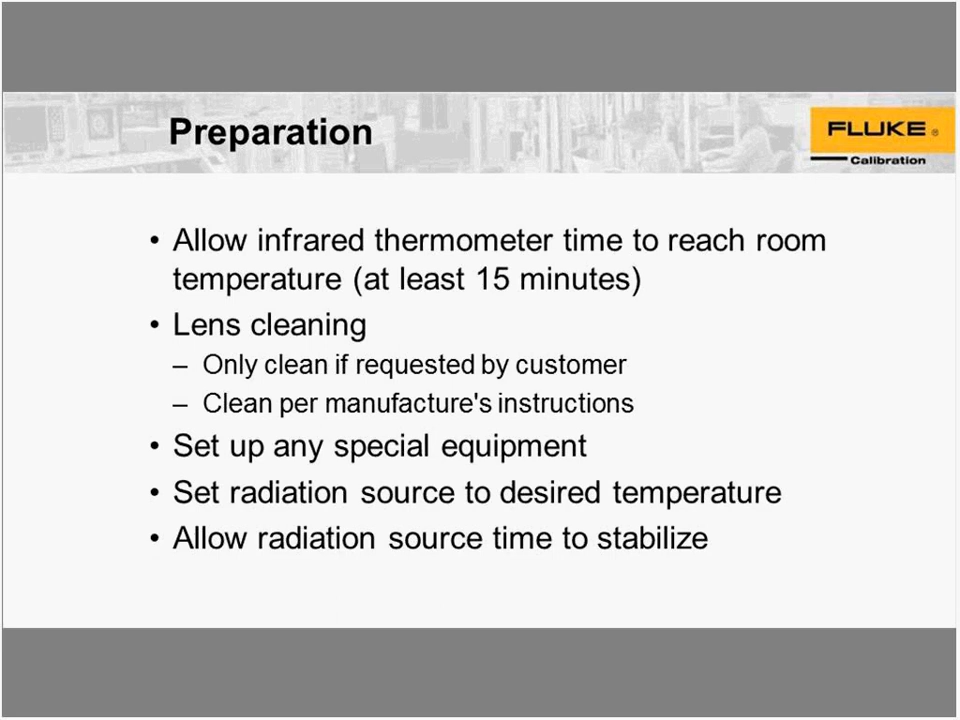 Preparation
FLUKE ®
Calibration
• Allow infrared thermometer time to reach room
temperature (at least 15 minutes)
• Lens cleaning
– Only clean if requested by customer
– Clean per manufacture's instructions
• Set up any special equipment
• Set radiation source to desired temperature
• Allow radiation source time to stabilize